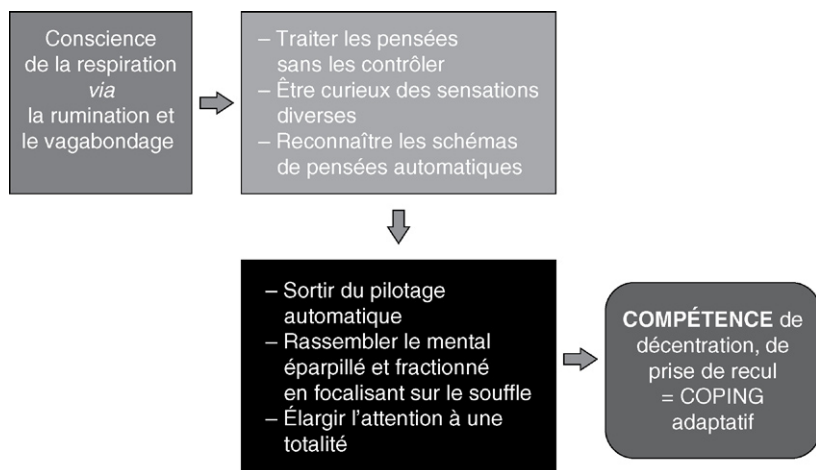 Conscience
de la respiration
via
la rumination et
le vagabondage
– Traiter les pensées
sans les contrôler
– Être curieux des sensations
diverses
– Reconnaître les schémas
de pensées automatiques
– Sortir du pilotage
automatique
– Rassembler le mental
éparpillé et fractionné
en focalisant sur le souffle
– Élargir l’attention à une
totalité
COMPÉTENCE de
décentration, de
prise de recul
= COPING
adaptatif